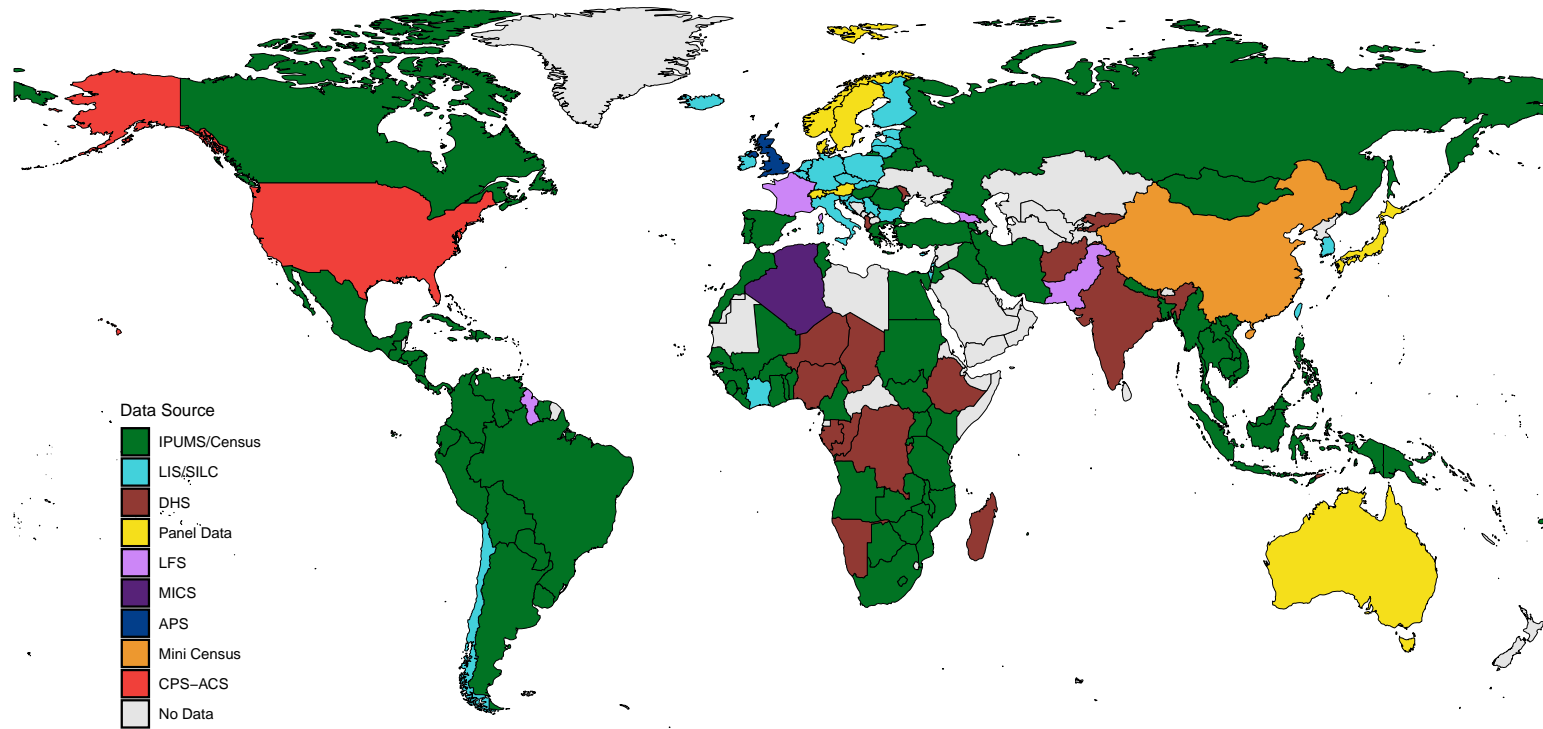 Data Source
IPUMS/Census
LIS/SILC
DHS
Panel Data
LFS
MICS
APS
Mini Census
CPS−ACS
No Data